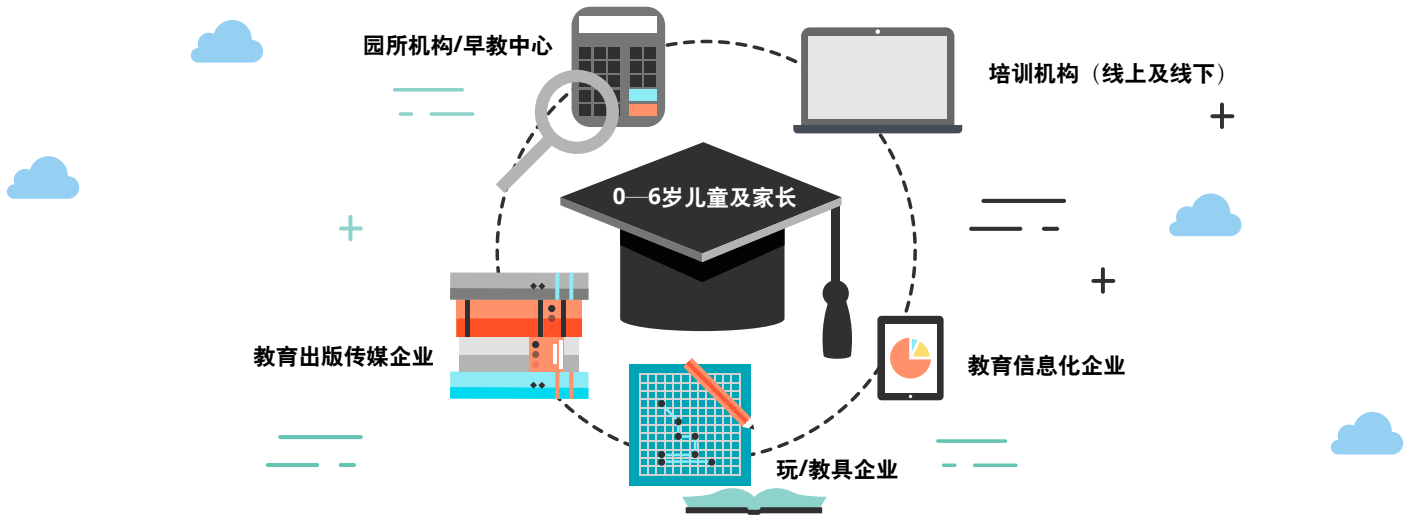 园所机构/早教中心
培训机构（线上及线下）
0—6岁儿童及家长
教育出版传媒企业
教育信息化企业
玩/教具企业